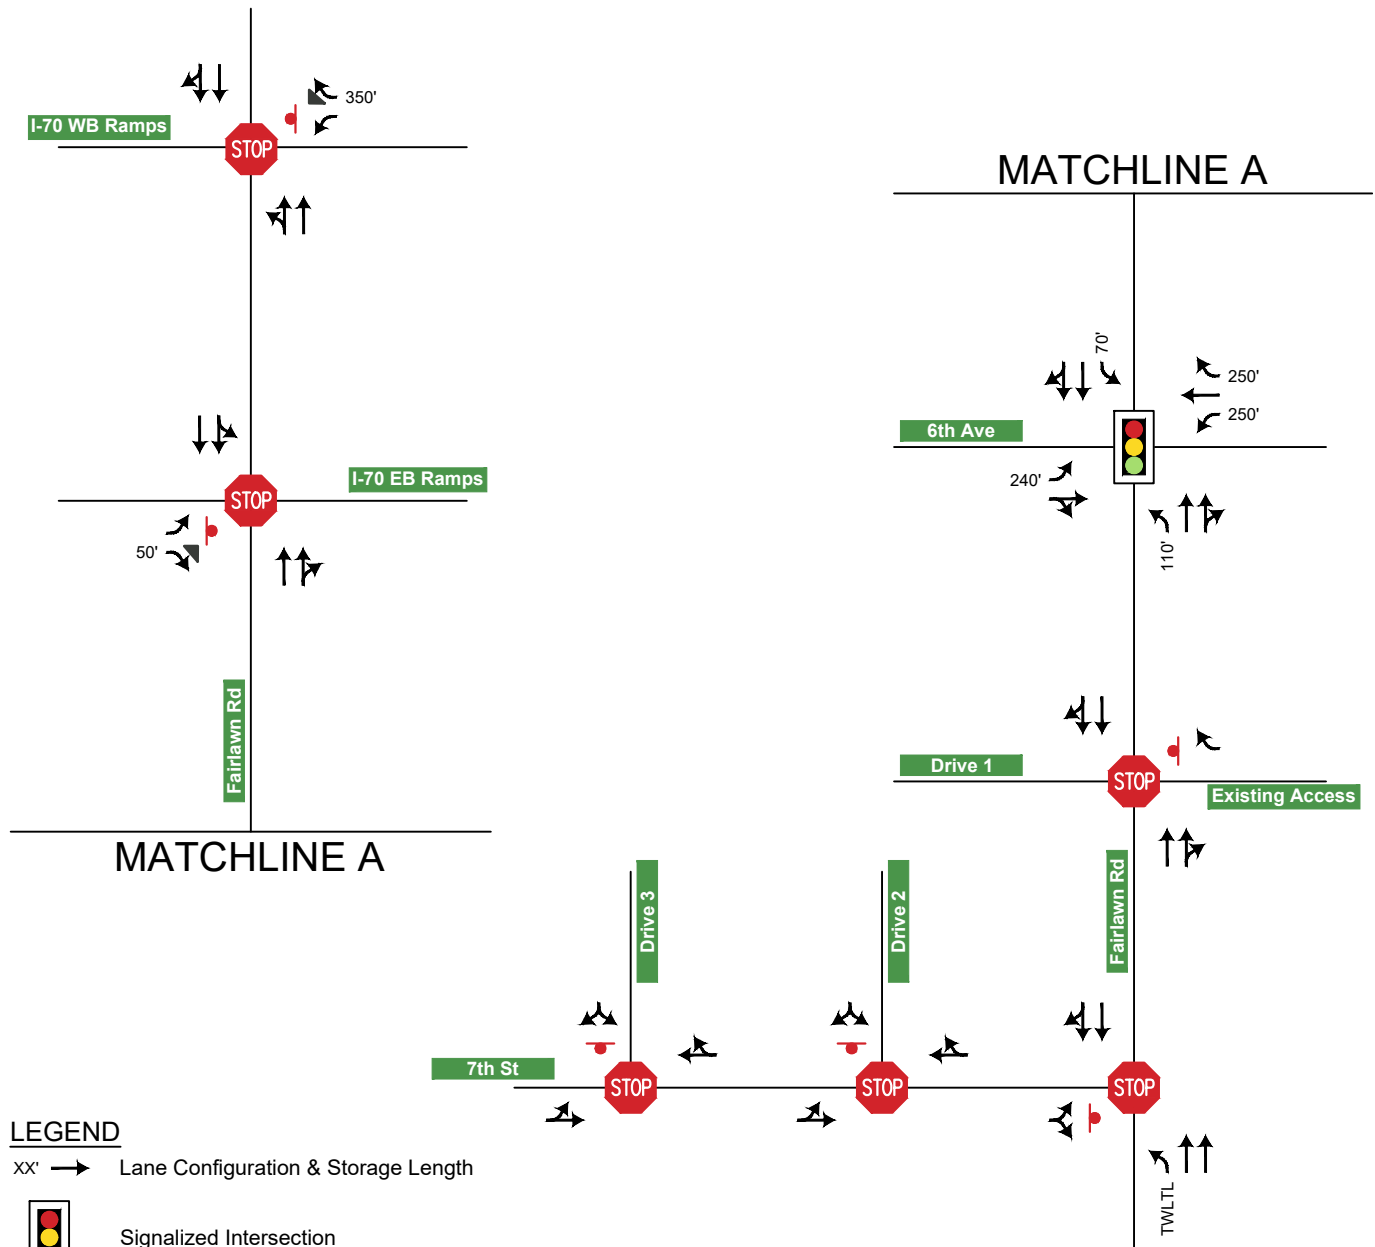 350'
I-70 WB Ramps
STOP
MATCHLINE A
70'
250'
250'
6th Ave
240'
110'
I-70 EB Ramps
STOP
50'
Fairlawn Rd
MATCHLINE A
Drive 1
STOP
Existing Access
Fairlawn Rd
Drive 3
Drive 2
7th St
STOP
STOP
STOP
TWLTL
LEGEND
XX' Lane Configuration & Storage Length
Signalized Intersection